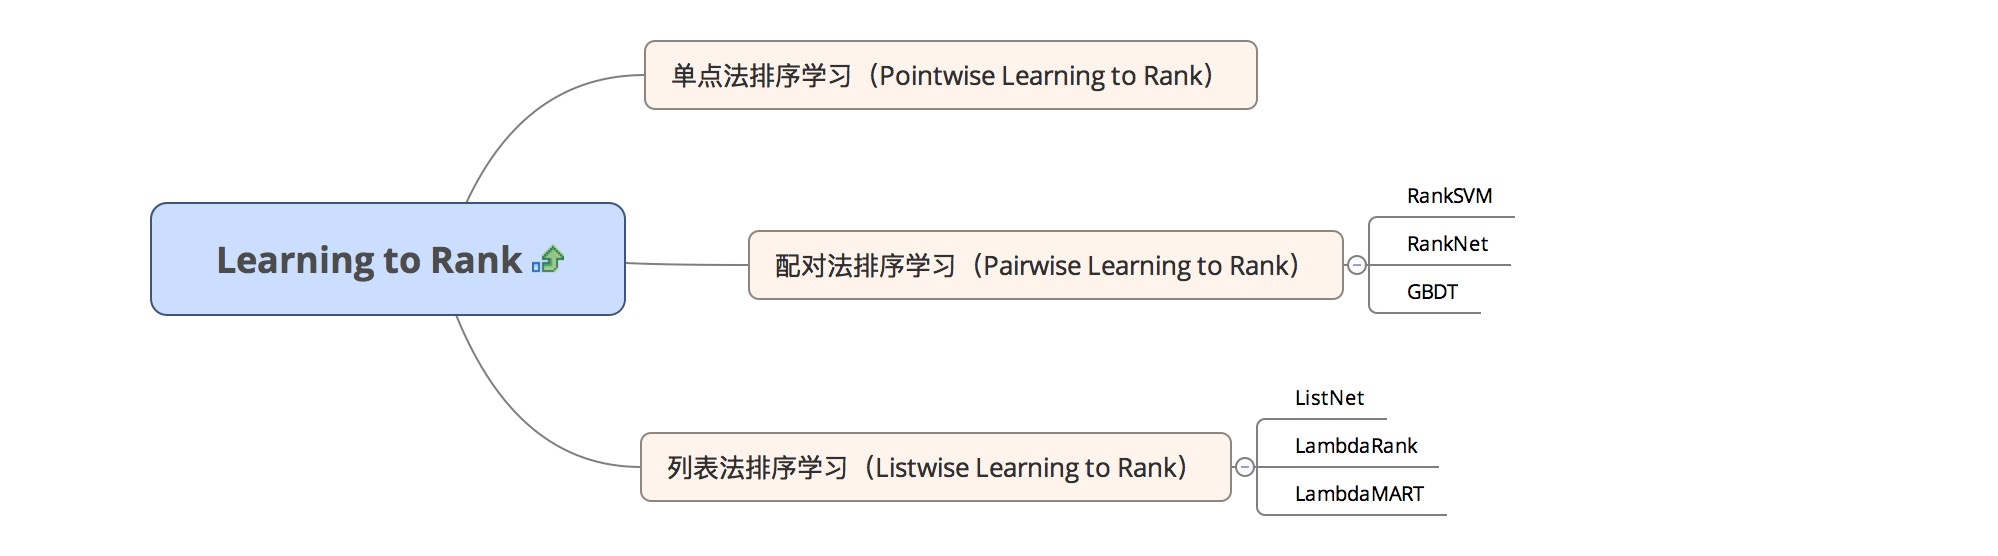 单点法排序学习（Pointwise Learning to Rank）
Learning to Rank
配对法排序学习（Pairwise Learning to Rank）
RankSVM
RankNet
GBDT
列表法排序学习（Listwise Learning to Rank）
ListNet
LambdaRank
LambdaMART